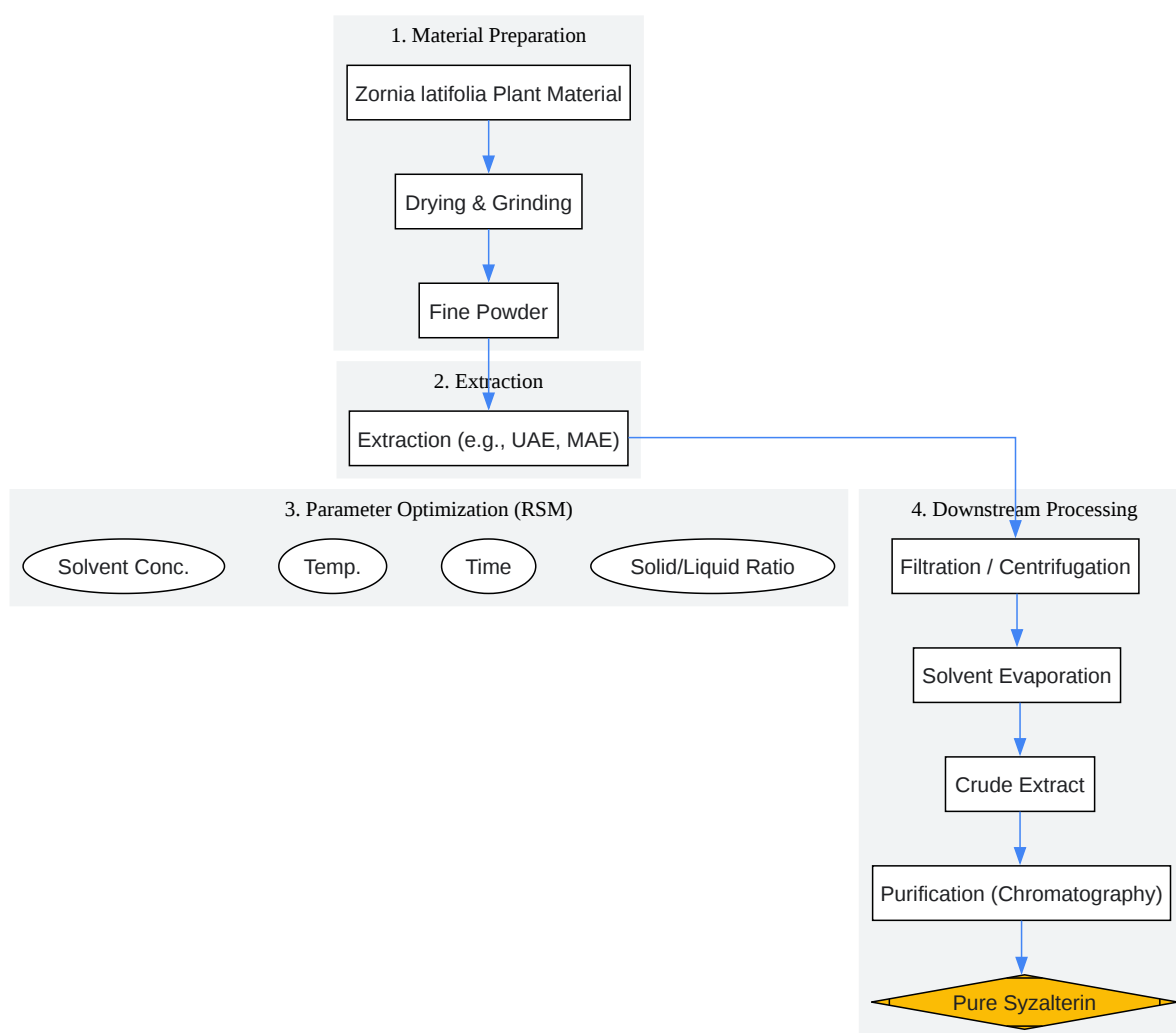 1. Material Preparation
Zornia latifolia Plant Material
Drying & Grinding
Fine Powder
2. Extraction
Extraction (e.g., UAE, MAE)
3. Parameter Optimization (RSM)
Solvent Conc.
Temp.
Time
Solid/Liquid Ratio
4. Downstream Processing
Filtration / Centrifugation
Solvent Evaporation
Crude Extract
Purification (Chromatography)
Pure Syzalterin